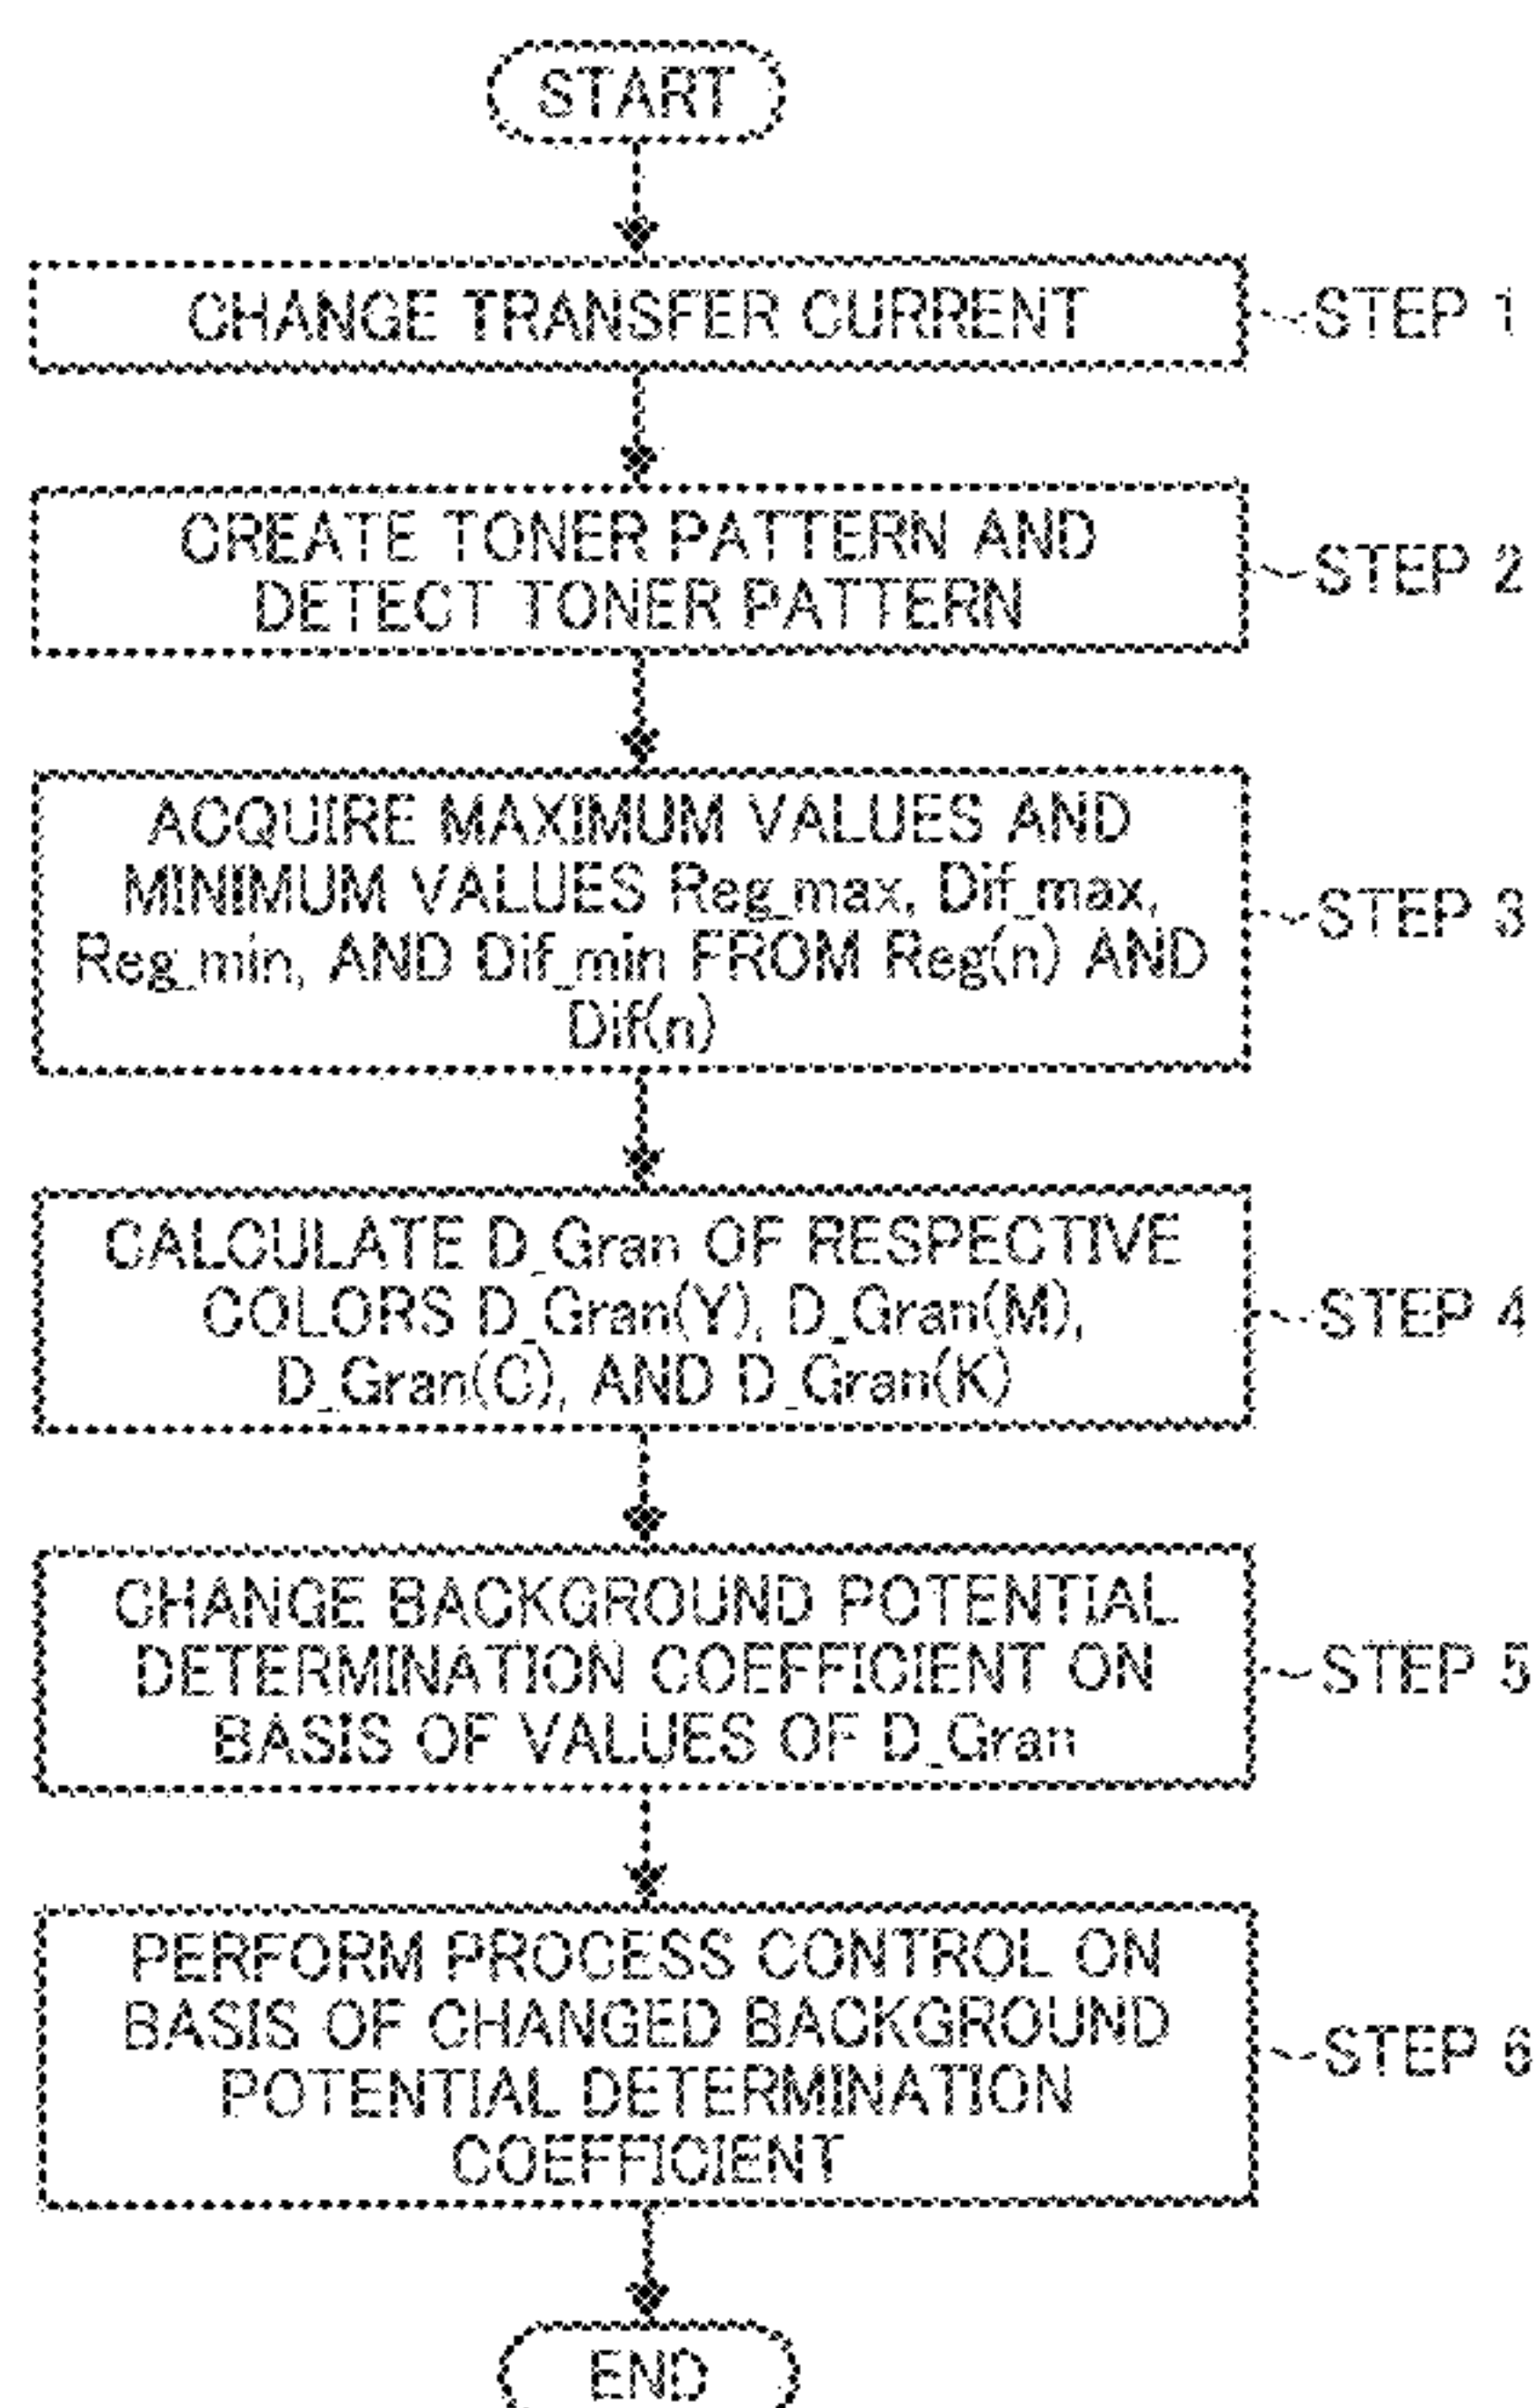 START
CHANGE TRANSFER CURRENT
STEP 1
CREATE TONER PATTERN AND
DETECT TONER PATTERN
STEP 2
ACQUIRE MAXIMUM VALUES AND
MINIMUM VALUES Reg_max, Dif_max,
Reg_min, AND Dif_min FROM Reg(n) AND
Dif(n)
STEP 3
CALCULATE D_Gran OF RESPECTIVE
COLORS D_Gran(Y), D_Gran(M),
D_Gran(C), AND D_Gran(K)
STEP 4
CHANGE BACKGROUND POTENTIAL
DETERMINATION COEFFICIENT ON
BASIS OF VALUES OF D_Gran
STEP 5
PERFORM PROCESS CONTROL ON
BASIS OF CHANGED BACKGROUND
POTENTIAL DETERMINATION
COEFFICIENT
STEP 6
END